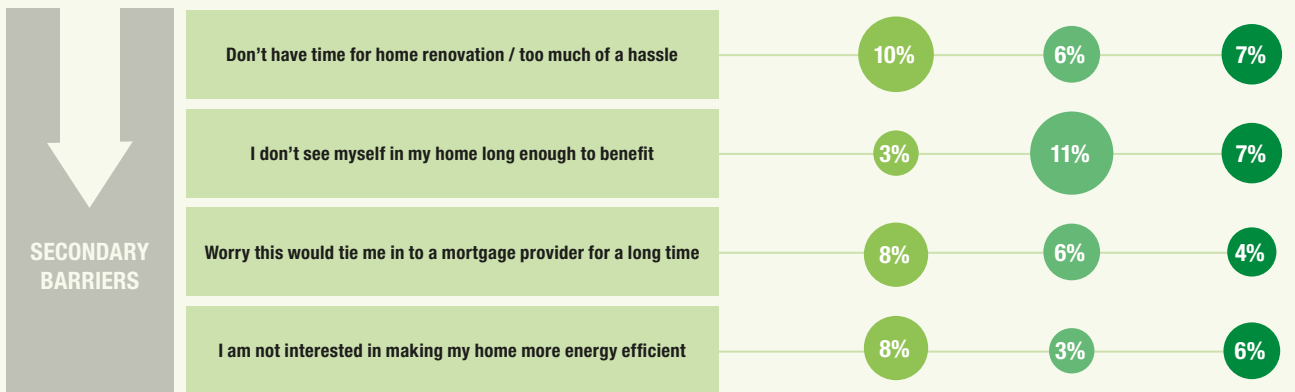 Don’t have time for home renovation / too much of a hassle
10%
6%
7%
I don’t see myself in my home long enough to benefit
3%
11%
7%
SECONDARY
BARRIERS
Worry this would tie me in to a mortgage provider for a long time
8%
6%
4%
I am not interested in making my home more energy efficient
8%
3%
6%